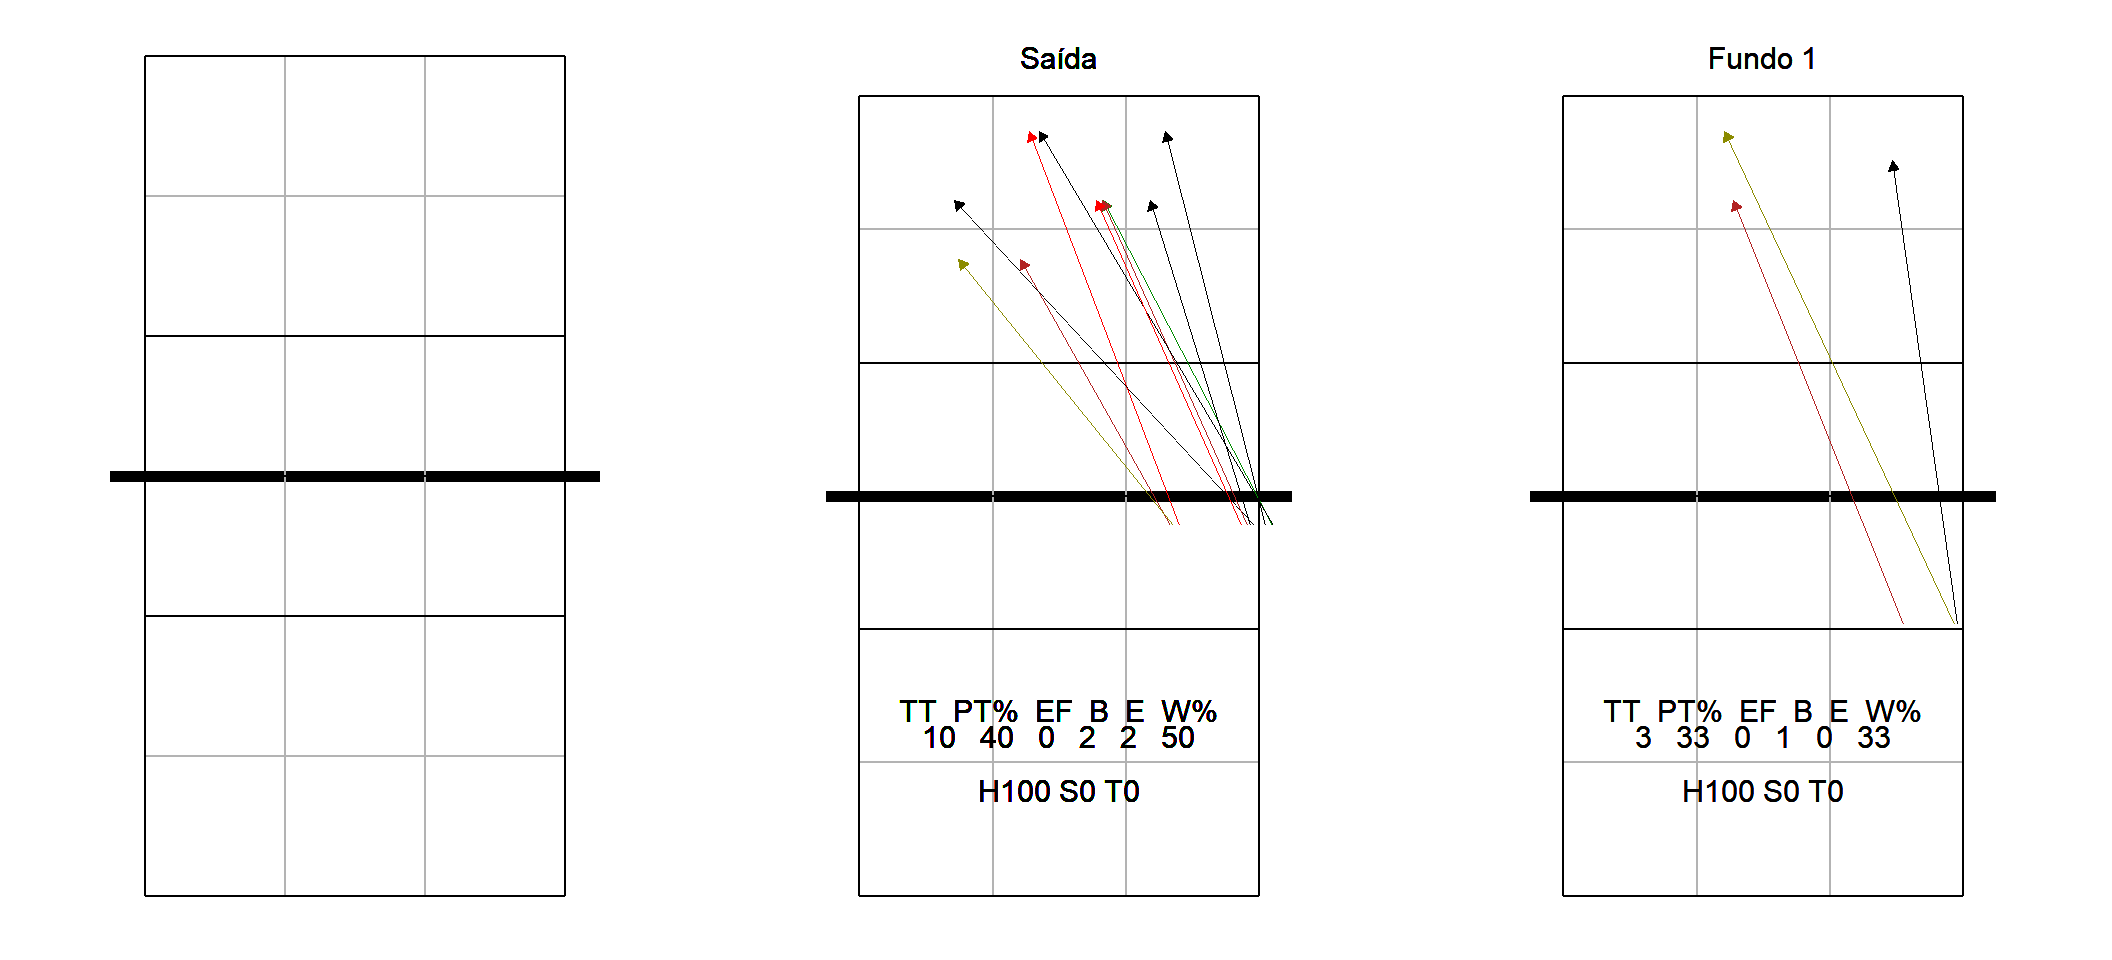 Saída
TT PT% EF B E W%
10 40 0 2 2 50
H100 S0 T0
Fundo 1
TT PT% EF B E W%
3 33 0 1 0 33
H100 S0 T0